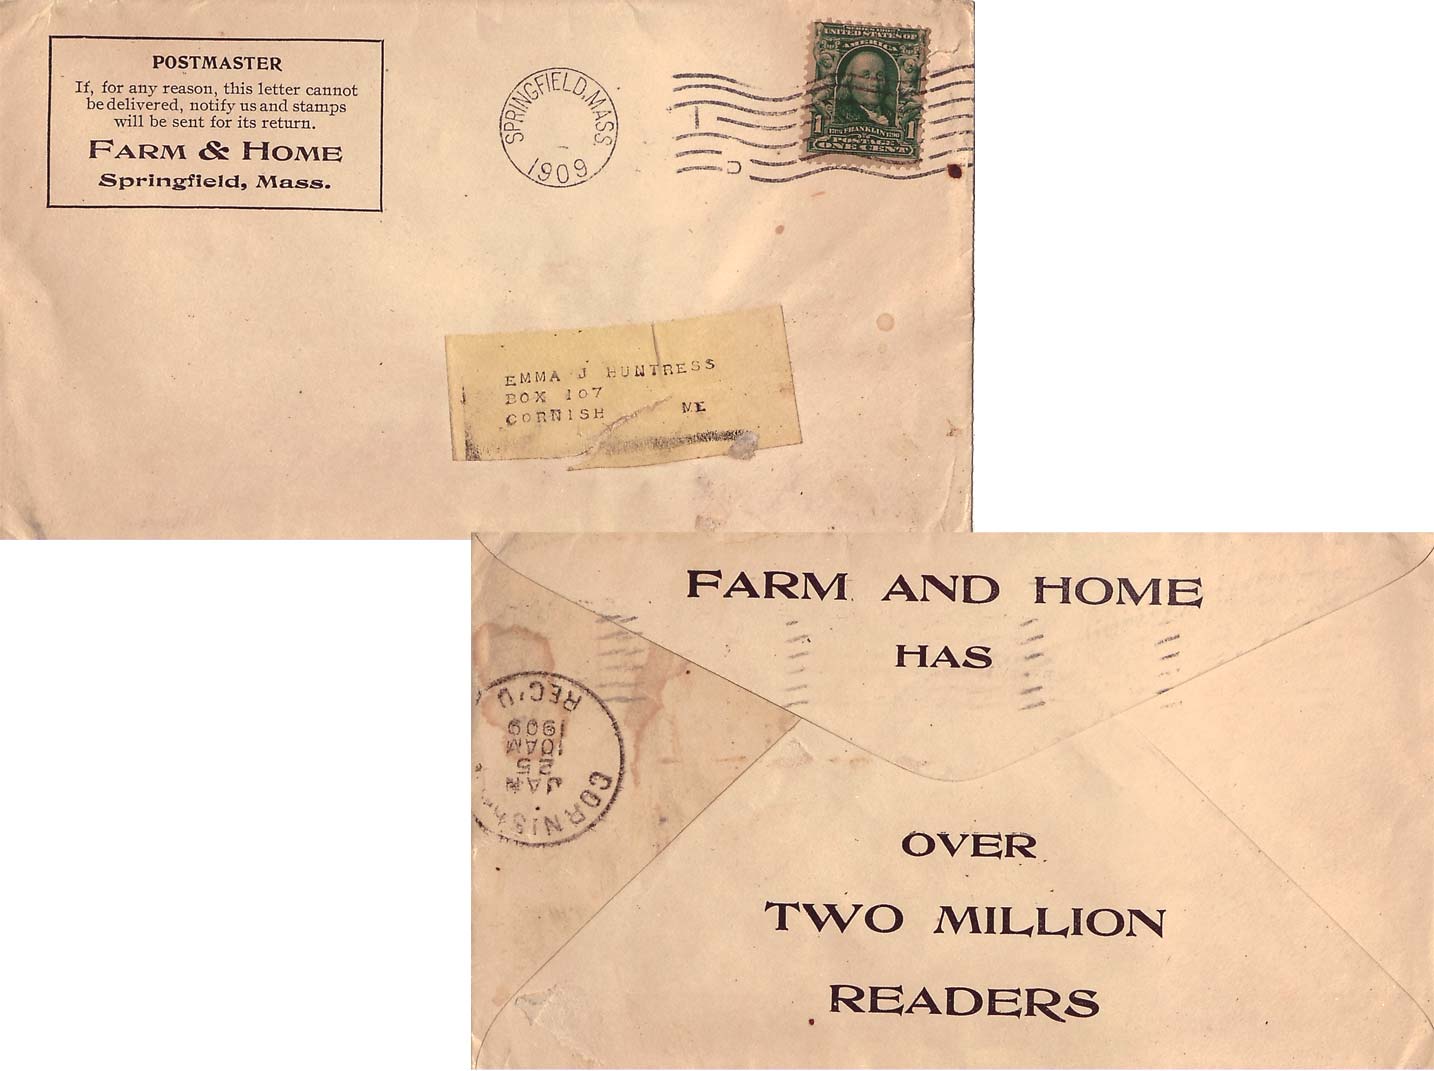 POSTMASTER
If, for any reason, this letter cannot
be delivered, notify us and stamps
will be sent for its return.
FARM & HOME
Springfield, Mass.
SPRINGFIELD, MASS.
1909
UNITED STATES OF
AMERICA
1 FRANKLIN 1
POSTAGE
ONE CENT
EMMA J HUNTRESS
BOX 107
CORNISH ME
FARM AND HOME
HAS
OVER
TWO MILLION
READERS
CORNISH
JAN
25
10AM
1909
REC'D